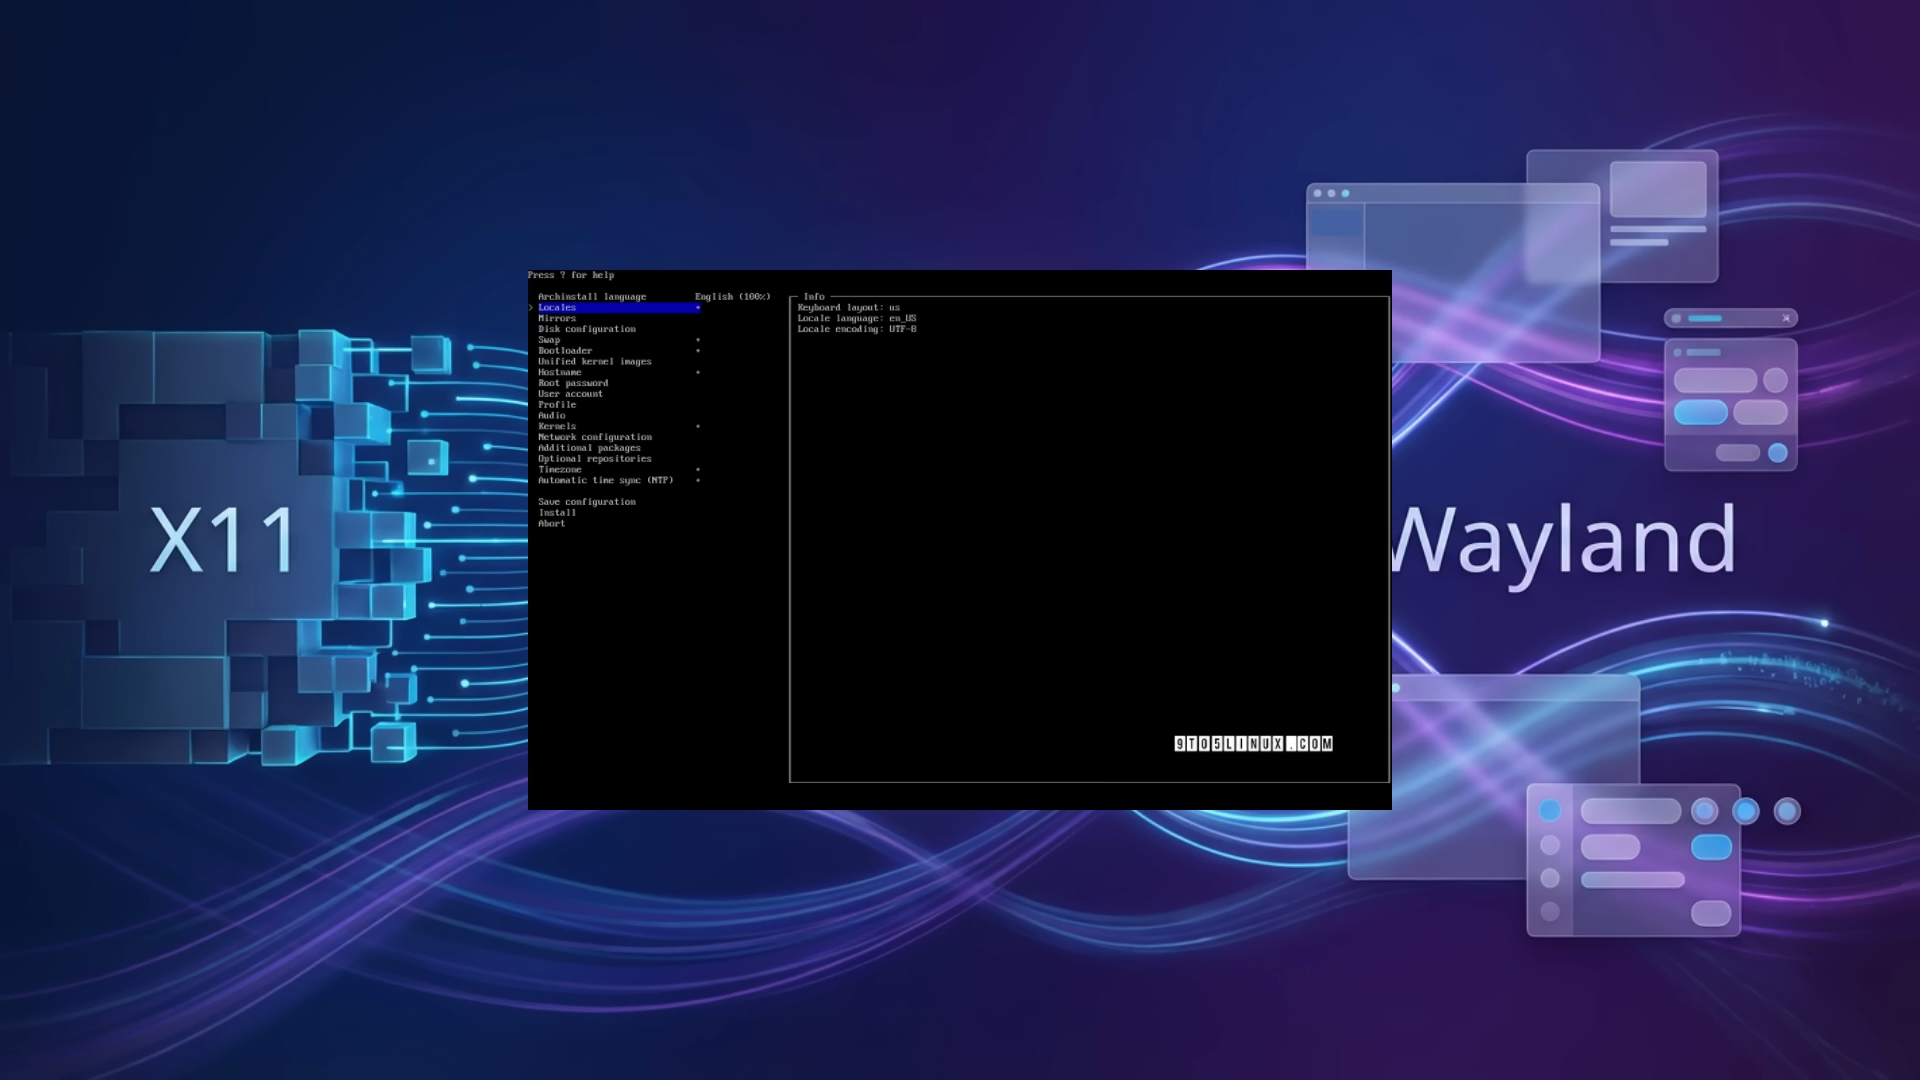 X11
Wayland
Press ? for help
Archinstall language English (100%)
> Locales +
Mirrors
Disk configuration
Swap +
Bootloader +
Unified kernel images
Hostname +
Root password
User account
Profile
Audio
Kernels +
Network configuration
Additional packages
Optional repositories
Timezone +
Automatic time sync (NTP) +
Save configuration
Install
Abort
Info
Keyboard layout: us
Locale language: en_US
Locale encoding: UTF-8
9TO5LINUX.COM